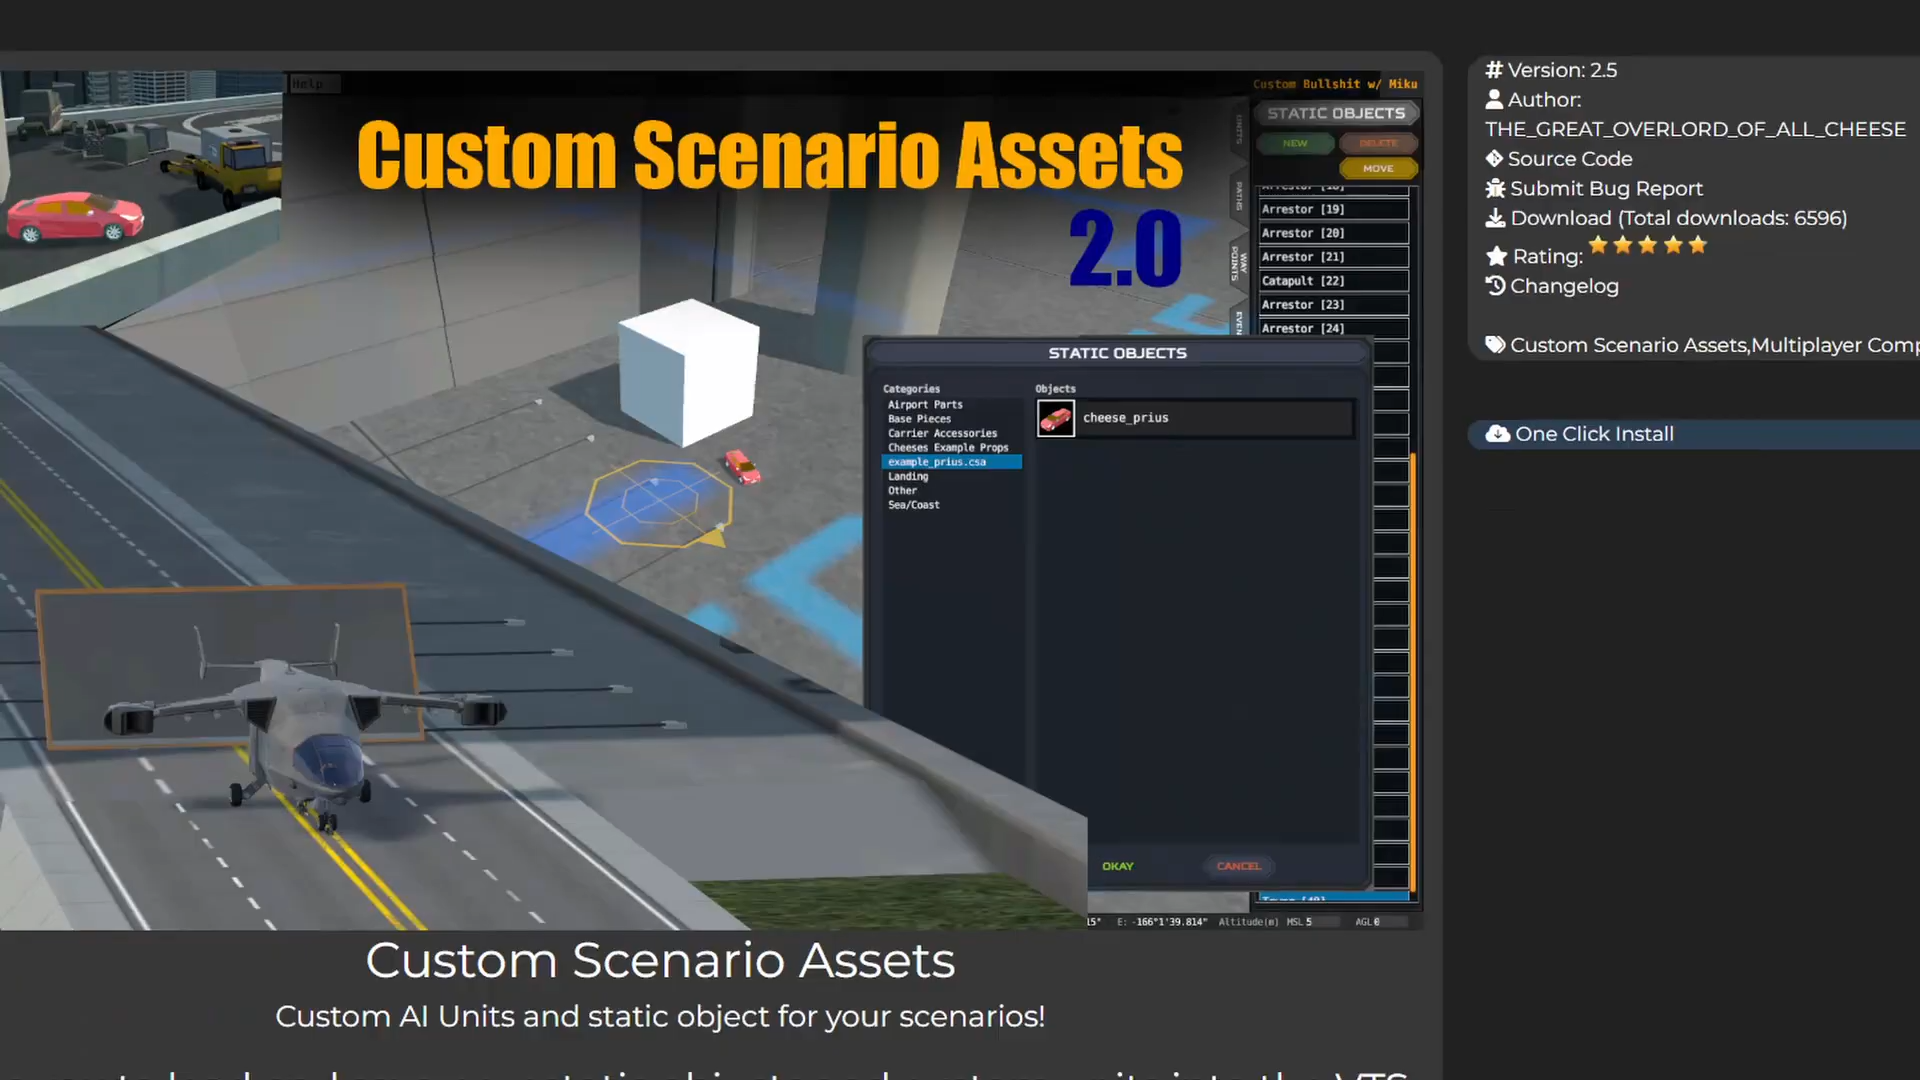 Help
Custom Bullshit w/ Miku
Custom Scenario Assets
2.0
STATIC OBJECTS
NEW
DELETE
MOVE
UNITS
PATHS
WAY
POINTS
Arrestor [19]
Arrestor [20]
Arrestor [21]
Catapult [22]
Arrestor [23]
Arrestor [24]
STATIC OBJECTS
Categories
Airport Parts
Base Pieces
Carrier Accessories
Cheeses Example Props
example_prius.csa
Landing
Other
Sea/Coast
Objects
cheese_prius
OKAY
CANCEL
E: -166°1'39.814" Altitude(m) MSL 5 AGL 0
Custom Scenario Assets
Custom AI Units and static object for your scenarios!
Version: 2.5
Author:
THE_GREAT_OVERLORD_OF_ALL_CHEESE
Source Code
Submit Bug Report
Download (Total downloads: 6596)
Rating:
Changelog
Custom Scenario Assets,Multiplayer Comp
One Click Install